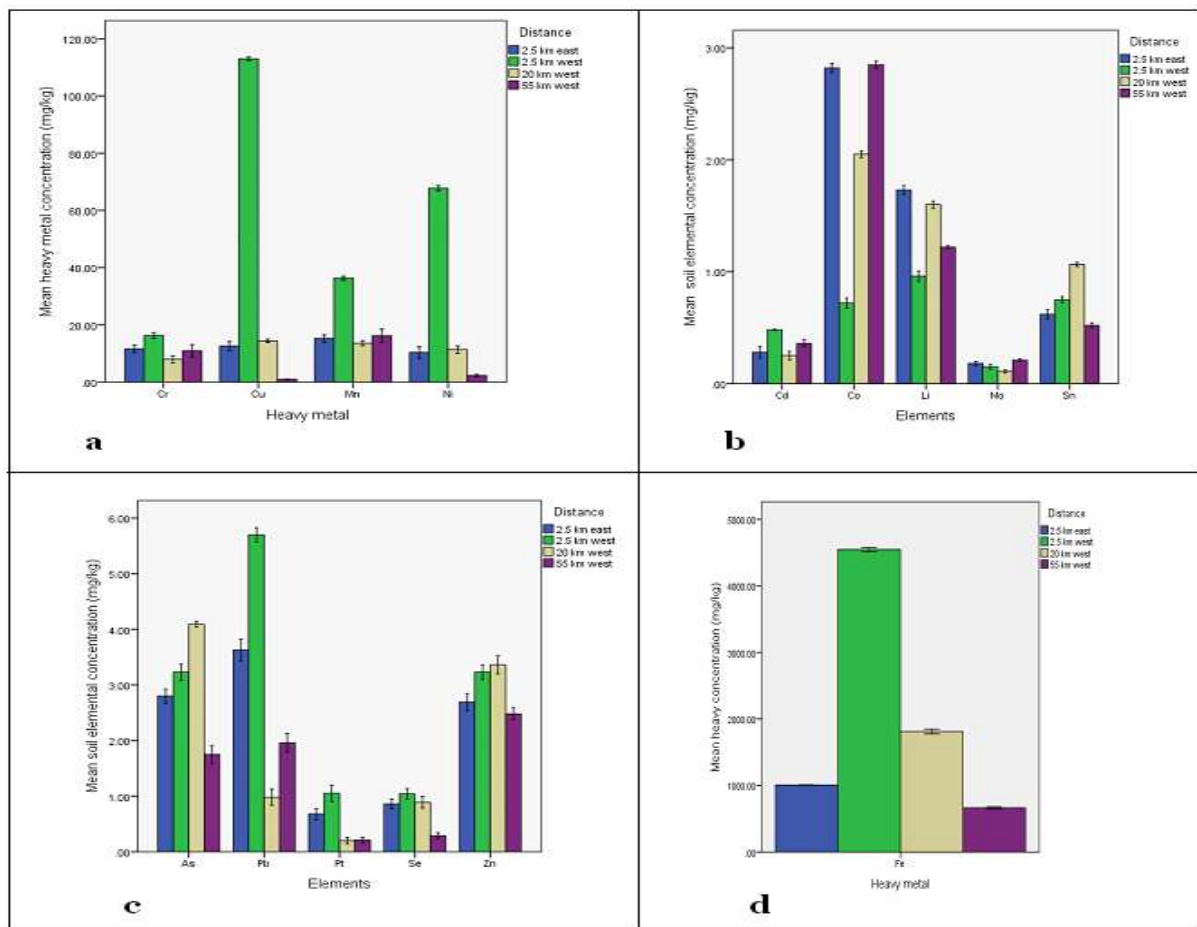 Distance
2.5 km east
2.5 km west
20 km west
55 km west
120.00
100.00
80.00
60.00
40.00
20.00
.00
Mean heavy metal concentration (mg/kg)
Cr
Cu
Mn
Ni
Heavy metal
a
Distance
2.5 km east
2.5 km west
20 km west
55 km west
3.00
2.00
1.00
.00
Mean soil elemental concentration (mg/kg)
Cd
Co
Li
Mo
Sn
Elements
b
Distance
2.5 km east
2.5 km west
20 km west
55 km west
6.00
5.00
4.00
3.00
2.00
1.00
.00
Mean soil elemental concentration (mg/kg)
As
Pb
Pt
Se
Zn
Elements
c
Distance
2.5 km east
2.5 km west
20 km west
55 km west
5000.00
4000.00
3000.00
2000.00
1000.00
.00
Mean heavy concentration (mg/kg)
Fe
Heavy metal
d